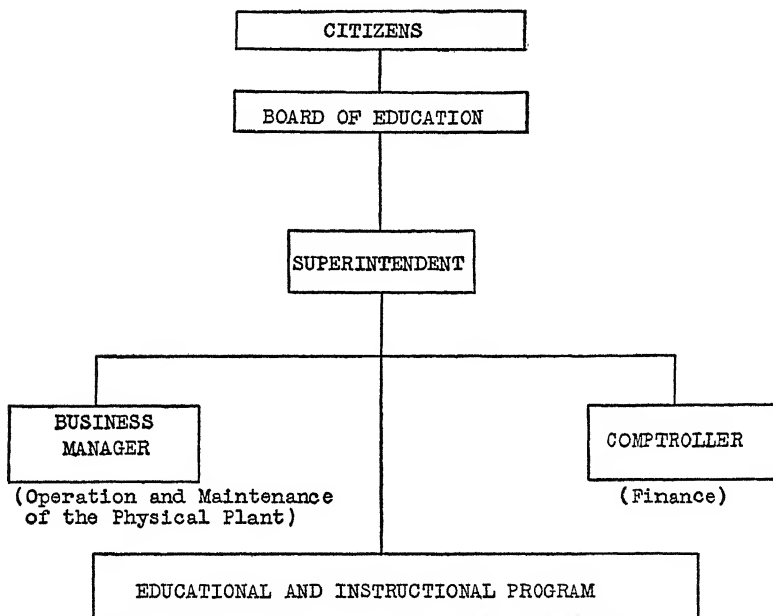 CITIZENS
BOARD OF EDUCATION
SUPERINTENDENT
BUSINESS
MANAGER
(Operation and Maintenance
of the Physical Plant)
COMPTROLLER
(Finance)
EDUCATIONAL AND INSTRUCTIONAL PROGRAM